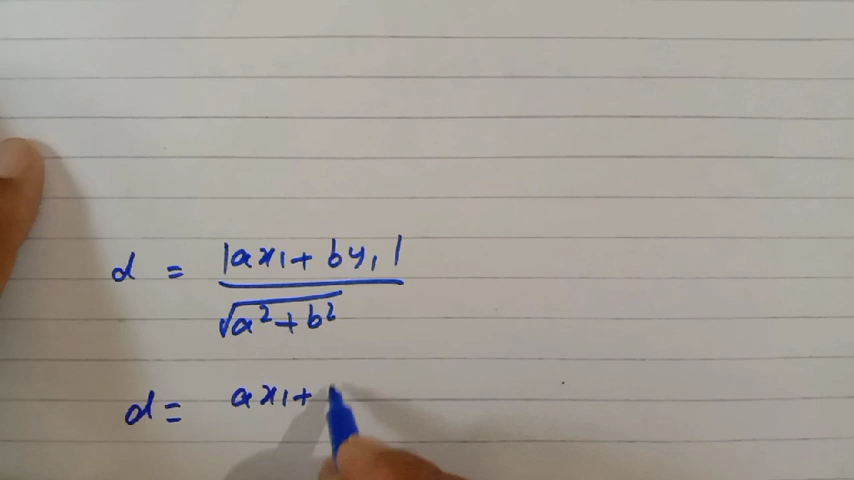 d = |ax₁ + by₁| / √a² + b²
d = ax₁ +